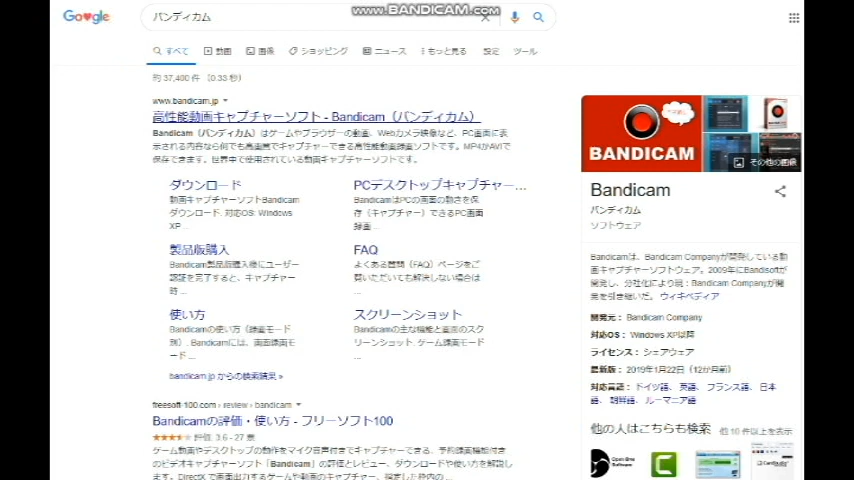 www.BANDICAM.com
Google
バンディカム
すべて 動画 画像 ショッピング ニュース もっと見る 設定 ツール
約 37,400 件 (0.33 秒)
www.bandicam.jp
高性能動画キャプチャーソフト - Bandicam（バンディカム）
Bandicam（バンディカム）はゲームやブラウザーの動画、Webカメラ映像など、PC画面に表
示される内容なら何でも高画質でキャプチャーできる高性能動画録画ソフトです。MP4かAVIで
保存できます。世界中で使用されている動画キャプチャーソフトです。
ダウンロード
動画キャプチャーソフトBandicam
ダウンロード. 対応OS: Windows
XP ...
PCデスクトップキャプチャー...
BandicamはPCの画面の動きを保
存（キャプチャー）できるPC画面
録画 ...
製品版購入
Bandicam製品版購入後にユーザー
認証を完了すると、キャプチャー
時 ...
FAQ
よくある質問（FAQ）ページをご
覧いただいても解決しない場合は
...
使い方
Bandicamの使い方（録画モード
別）. Bandicamには、画面録画モ
ード ...
スクリーンショット
Bandicamの主な機能と画面のスク
リーンショット. ゲーム録画モード
...
bandicam.jp からの検索結果 »
freesoft-100.com › review › bandicam
Bandicamの評価・使い方 - フリーソフト100
評価: 3.6 - 27 票
ゲーム動画やデスクトップの動作をマイク音声付きでキャプチャーできる、予約録画機能付き
のビデオキャプチャーソフト「Bandicam」の評価とレビュー、ダウンロードや使い方を解説し
ます。DirectX で画面出力するゲームや動画のキャプチャー、指定した枠内の ...
BANDICAM
その他の画像
Bandicam
バンディカム
ソフトウェア
Bandicamは、Bandicam Companyが開発している動
画キャプチャーソフトウェア。2009年にBandisoftが
開発し、分社化により現：Bandicam Companyが開
発を引き継いだ。 ウィキペディア
開発元： Bandicam Company
対応OS： Windows XP以降
ライセンス： シェアウェア
最新版： 2019年1月22日（12か月前）
対応言語： ドイツ語、 英語、 フランス語、 日本
語、 朝鮮語、 ルーマニア語
他の人はこちらも検索
他 10 件以上を表示
Open Broadcaster
Software